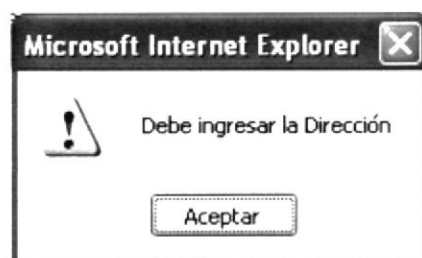 Microsoft Internet Explorer
Debe ingresar la Dirección
Aceptar